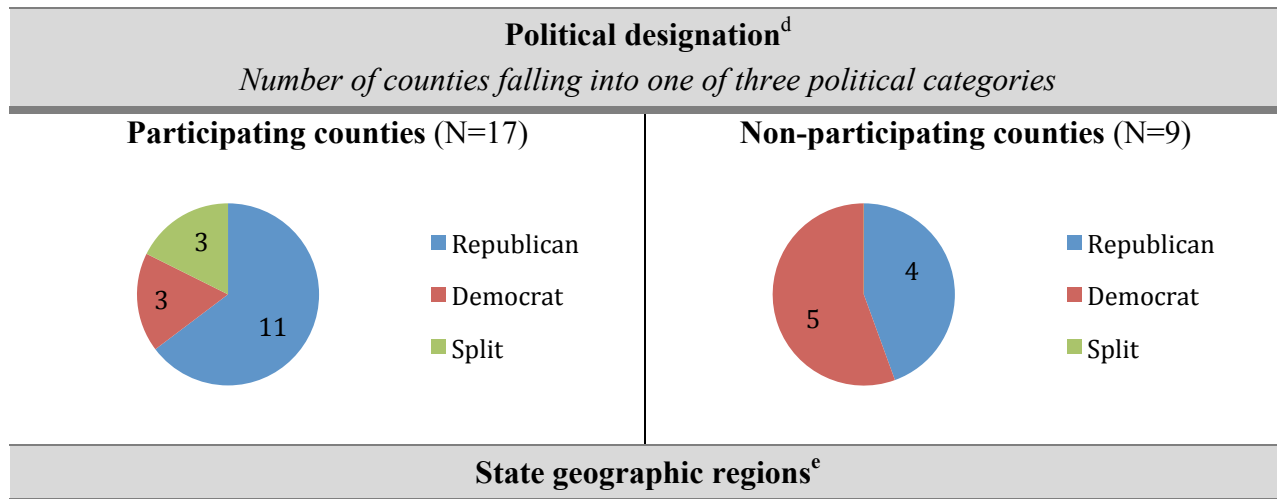 Political designationᵈ
Number of counties falling into one of three political categories
Participating counties (N=17)
3
3
11
Republican
Democrat
Split
Non-participating counties (N=9)
4
5
Republican
Democrat
Split
State geographic regionsᵉ